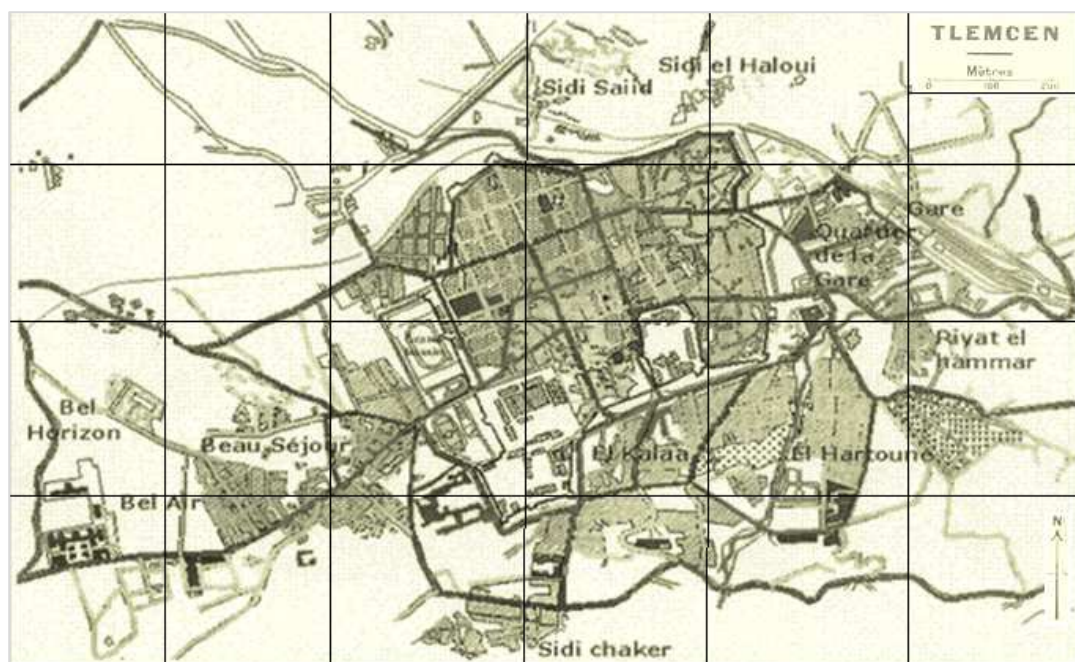 TLEMCEN
Mètres
0 100 200
Sidi el Haloui
Sidi Saiid
Gare
Quartier
de la
Gare
Riyat el
hammar
Bel
Horizon
Beau Séjour
El Kalaa
El Hartoune
Bel Air
N
Sidi chaker